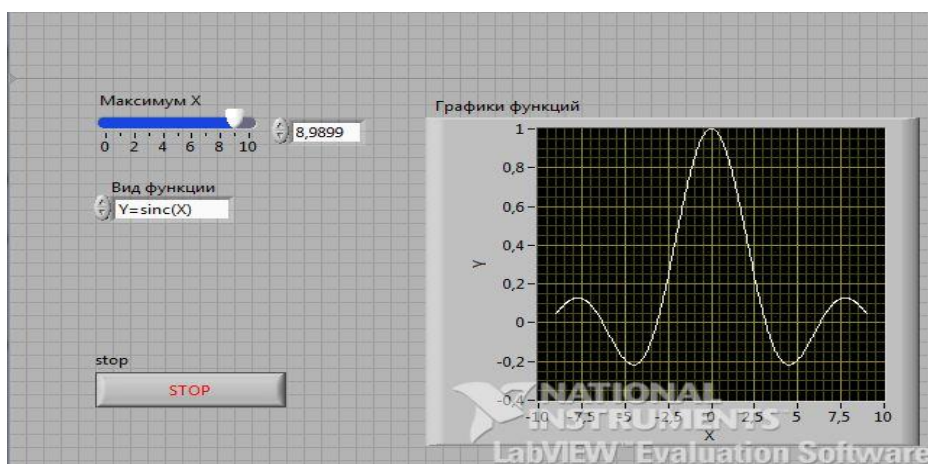 Максимум X
0 2 4 6 8 10
8,9899
Вид функции
Y=sinc(X)
stop
STOP
Графики функций
1
0,8
0,6
0,4
0,2
0
-0,2
-0,4
Y
-10 -7,5 -5 -2,5 0 2,5 5 7,5 10
X
NATIONAL
INSTRUMENTS
LabVIEW™ Evaluation Software